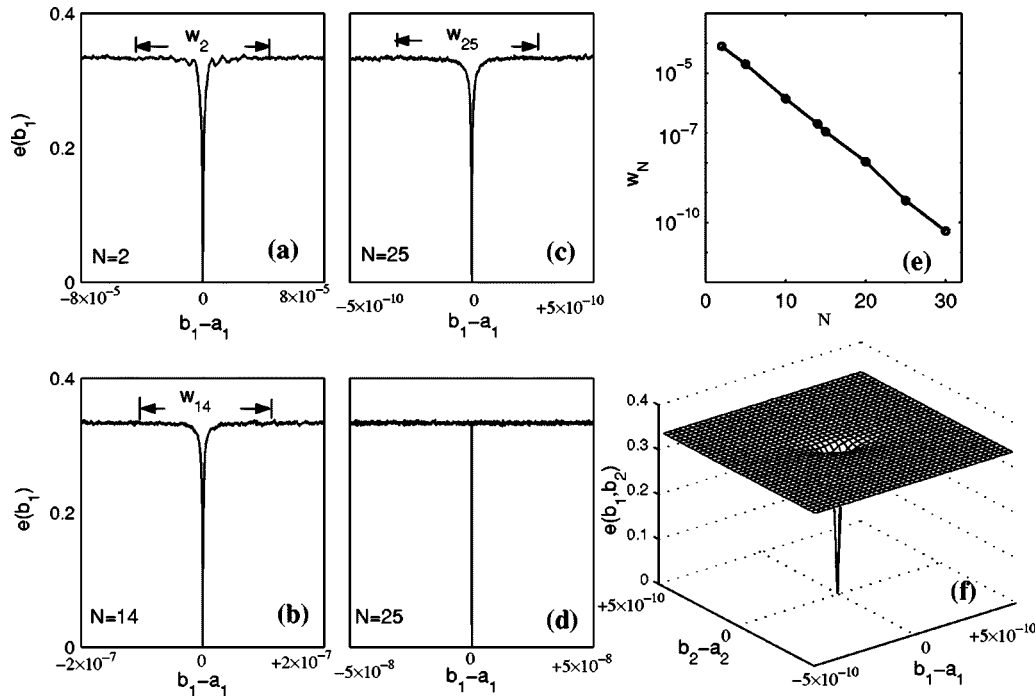 0.4
0.2
0
e(b₁)
w₂
N=2
(a)
−8×10⁻⁵
0
8×10⁻⁵
b₁−a₁
w₂₅
N=25
(c)
−5×10⁻¹⁰
0
+5×10⁻¹⁰
b₁−a₁
10⁻⁵
10⁻⁷
10⁻¹⁰
w_N
(e)
0
10
20
30
N
0.4
0.2
0
e(b₁)
w₁₄
N=14
(b)
−2×10⁻⁷
0
+2×10⁻⁷
b₁−a₁
N=25
(d)
−5×10⁻⁸
0
+5×10⁻⁸
b₁−a₁
0.4
0.3
0.2
0.1
0
e(b₁,b₂)
(f)
+5×10⁻¹⁰
0
b₂−a₂
−5×10⁻¹⁰
0
+5×10⁻¹⁰
b₁−a₁